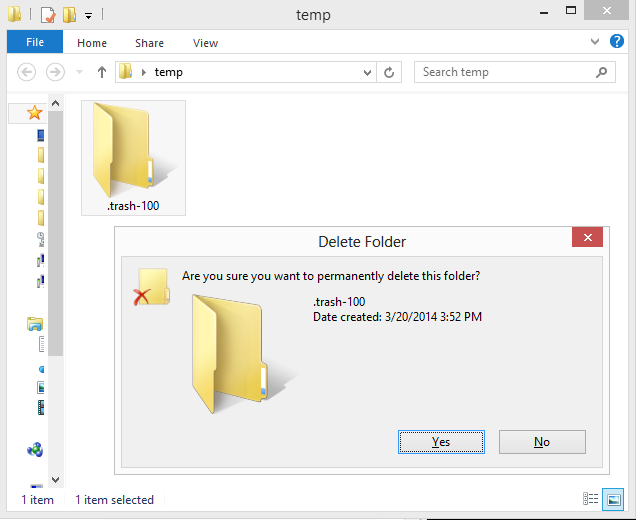 temp
File Home Share View
temp
Search temp
.trash-100
Delete Folder
Are you sure you want to permanently delete this folder?
.trash-100
Date created: 3/20/2014 3:52 PM
Yes No
1 item 1 item selected